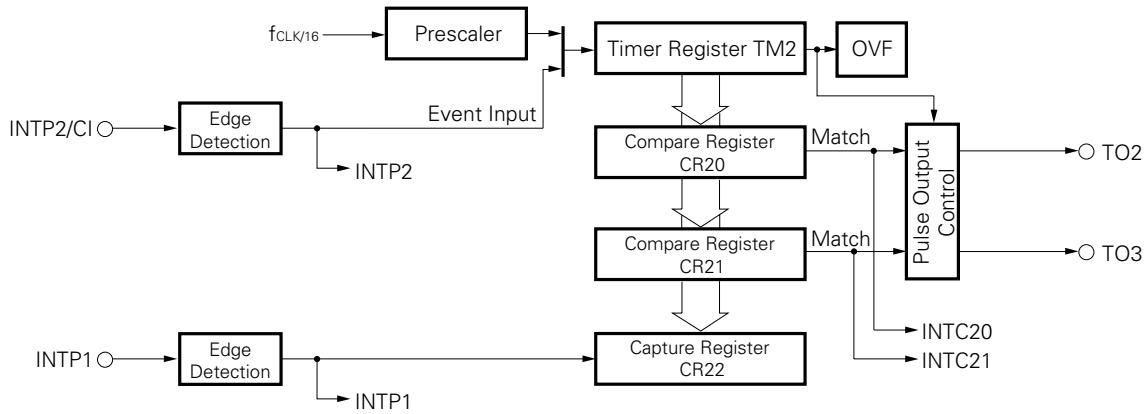 fCLK/16
Prescaler
Timer Register TM2
OVF
INTP2/CI
Edge
Detection
Event Input
INTP2
Compare Register
CR20
Match
Pulse Output
Control
TO2
Compare Register
CR21
Match
TO3
INTC20
INTC21
INTP1
Edge
Detection
Capture Register
CR22
INTP1